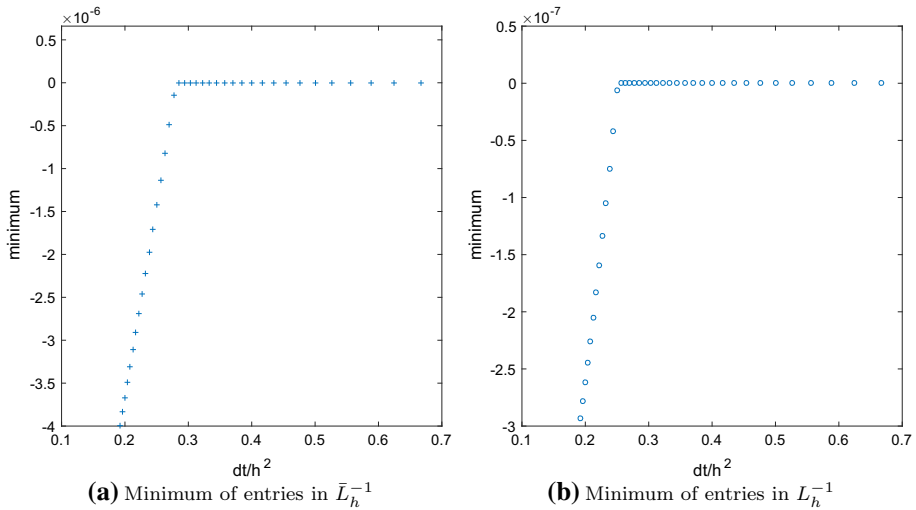 ×10⁻⁶
0.5
0
-0.5
-1
-1.5
-2
-2.5
-3
-3.5
-4
minimum
0.1 0.2 0.3 0.4 0.5 0.6 0.7
dt/h²
(a) Minimum of entries in L̄ₕ⁻¹
×10⁻⁷
0.5
0
-0.5
-1
-1.5
-2
-2.5
-3
minimum
0.1 0.2 0.3 0.4 0.5 0.6 0.7
dt/h²
(b) Minimum of entries in Lₕ⁻¹